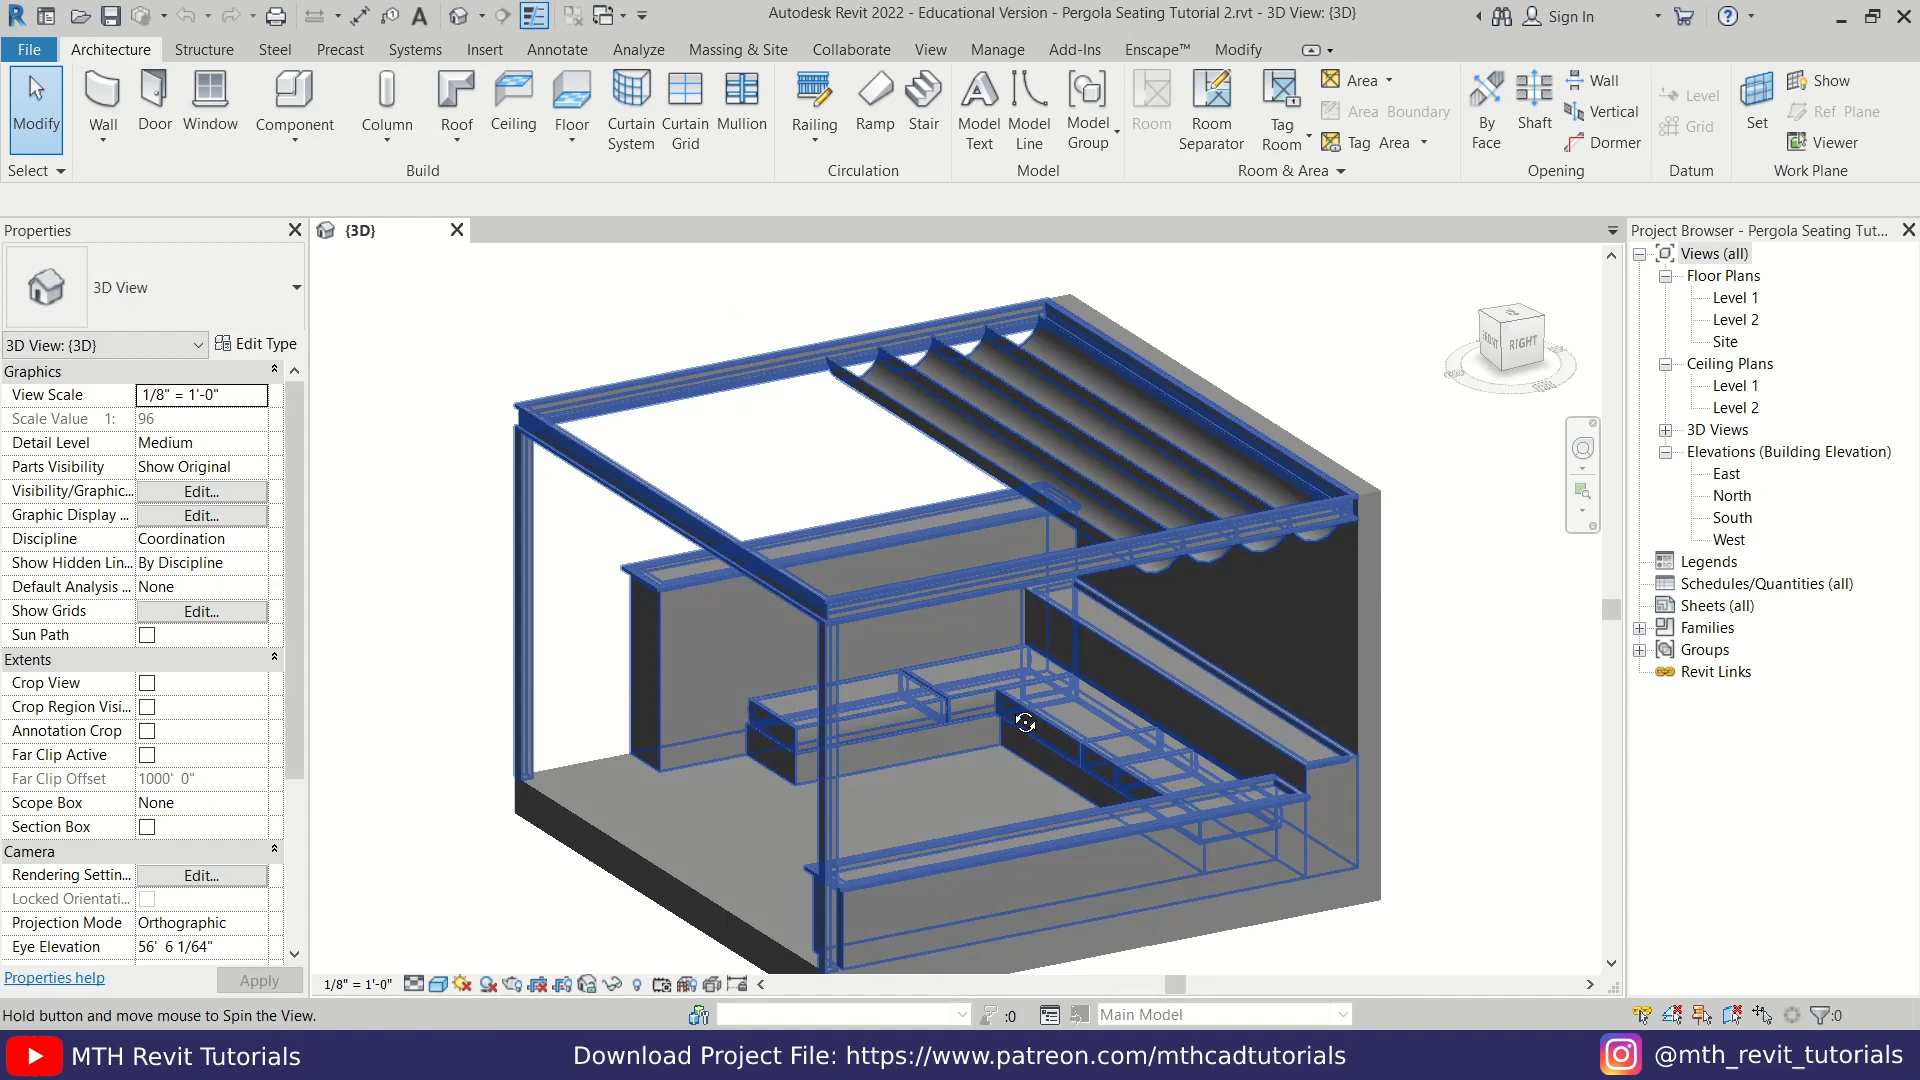 Autodesk Revit 2022 - Educational Version - Pergola Seating Tutorial 2.rvt - 3D View: {3D}
Sign In
File Architecture Structure Steel Precast Systems Insert Annotate Analyze Massing & Site Collaborate View Manage Add-Ins Enscape™ Modify
Modify
Wall
Door
Window
Component
Column
Roof
Ceiling
Floor
Curtain System
Curtain Grid
Mullion
Railing
Ramp
Stair
Model Text
Model Line
Model Group
Room
Room Separator
Tag Room
Area
Area Boundary
Tag Area
By Face
Shaft
Wall
Vertical
Dormer
Level
Grid
Set
Show
Ref Plane
Viewer
Select
Build
Circulation
Model
Room & Area
Opening
Datum
Work Plane
Properties
3D View
3D View: {3D}
Edit Type
Graphics
View Scale 1/8" = 1'-0"
Scale Value 1: 96
Detail Level Medium
Parts Visibility Show Original
Visibility/Graphic... Edit...
Graphic Display ... Edit...
Discipline Coordination
Show Hidden Lin... By Discipline
Default Analysis ... None
Show Grids Edit...
Sun Path
Extents
Crop View
Crop Region Visi...
Annotation Crop
Far Clip Active
Far Clip Offset 1000' 0"
Scope Box None
Section Box
Camera
Rendering Settin... Edit...
Locked Orientati...
Projection Mode Orthographic
Eye Elevation 56' 6 1/64"
Properties help
Apply
{3D}
FRONT
RIGHT
1/8" = 1'-0"
Project Browser - Pergola Seating Tut...
Views (all)
Floor Plans
Level 1
Level 2
Site
Ceiling Plans
Level 1
Level 2
3D Views
Elevations (Building Elevation)
East
North
South
West
Legends
Schedules/Quantities (all)
Sheets (all)
Families
Groups
Revit Links
Hold button and move mouse to Spin the View.
:0
Main Model
:0
MTH Revit Tutorials
Download Project File: https://www.patreon.com/mthcadtutorials
@mth_revit_tutorials